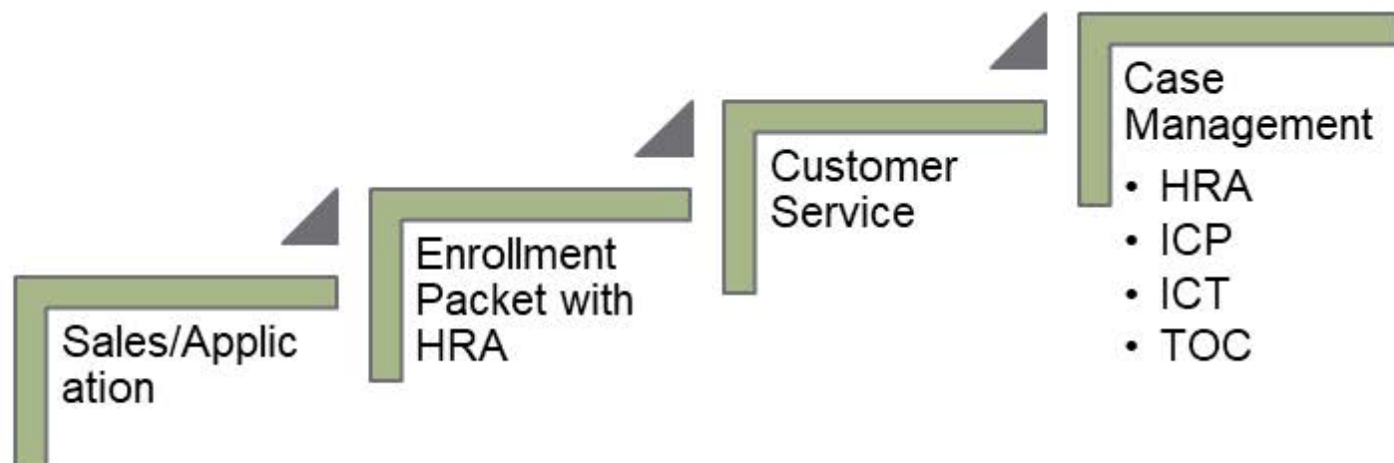 Sales/Applic
ation
Enrollment
Packet with
HRA
Customer
Service
Case
Management
• HRA
• ICP
• ICT
• TOC